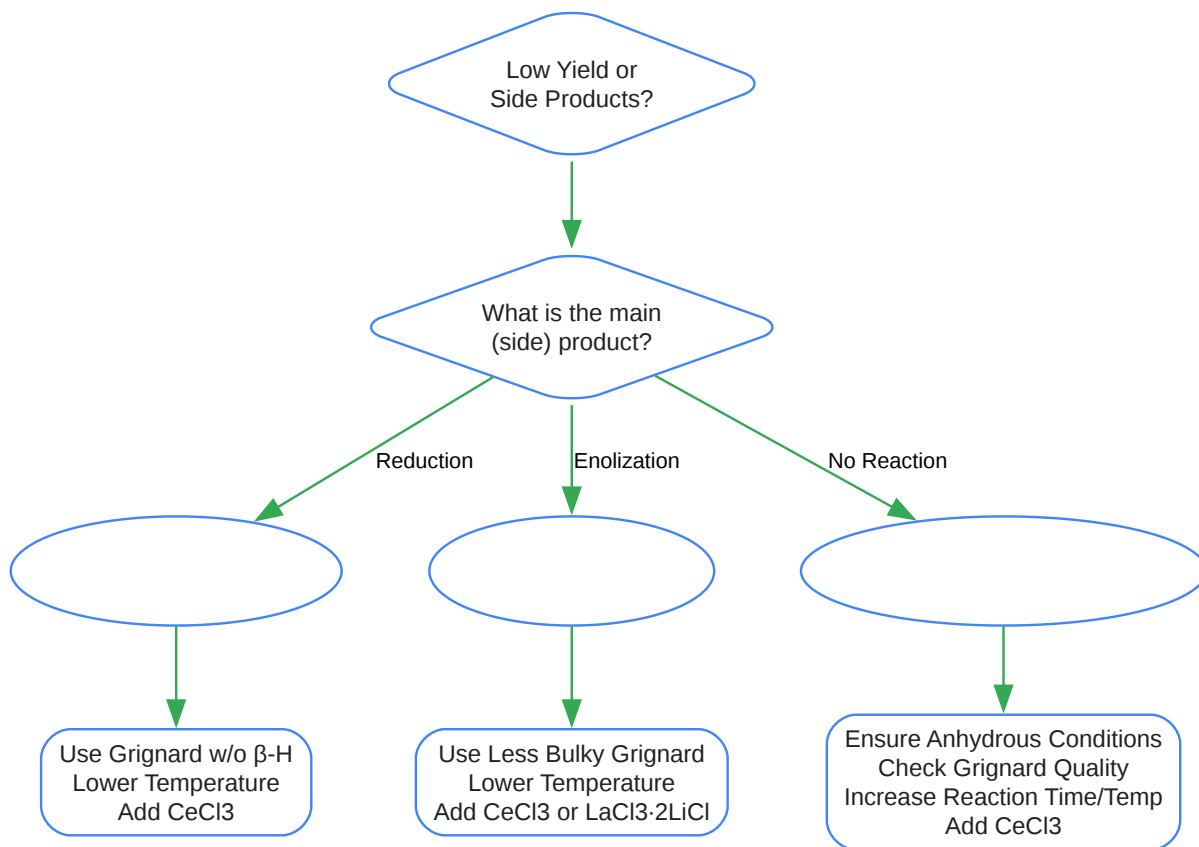 Low Yield or
Side Products?
What is the main
(side) product?
Reduction
Enolization
No Reaction
Use Grignard w/o β-H
Lower Temperature
Add CeCl3
Use Less Bulky Grignard
Lower Temperature
Add CeCl3 or LaCl3·2LiCl
Ensure Anhydrous Conditions
Check Grignard Quality
Increase Reaction Time/Temp
Add CeCl3